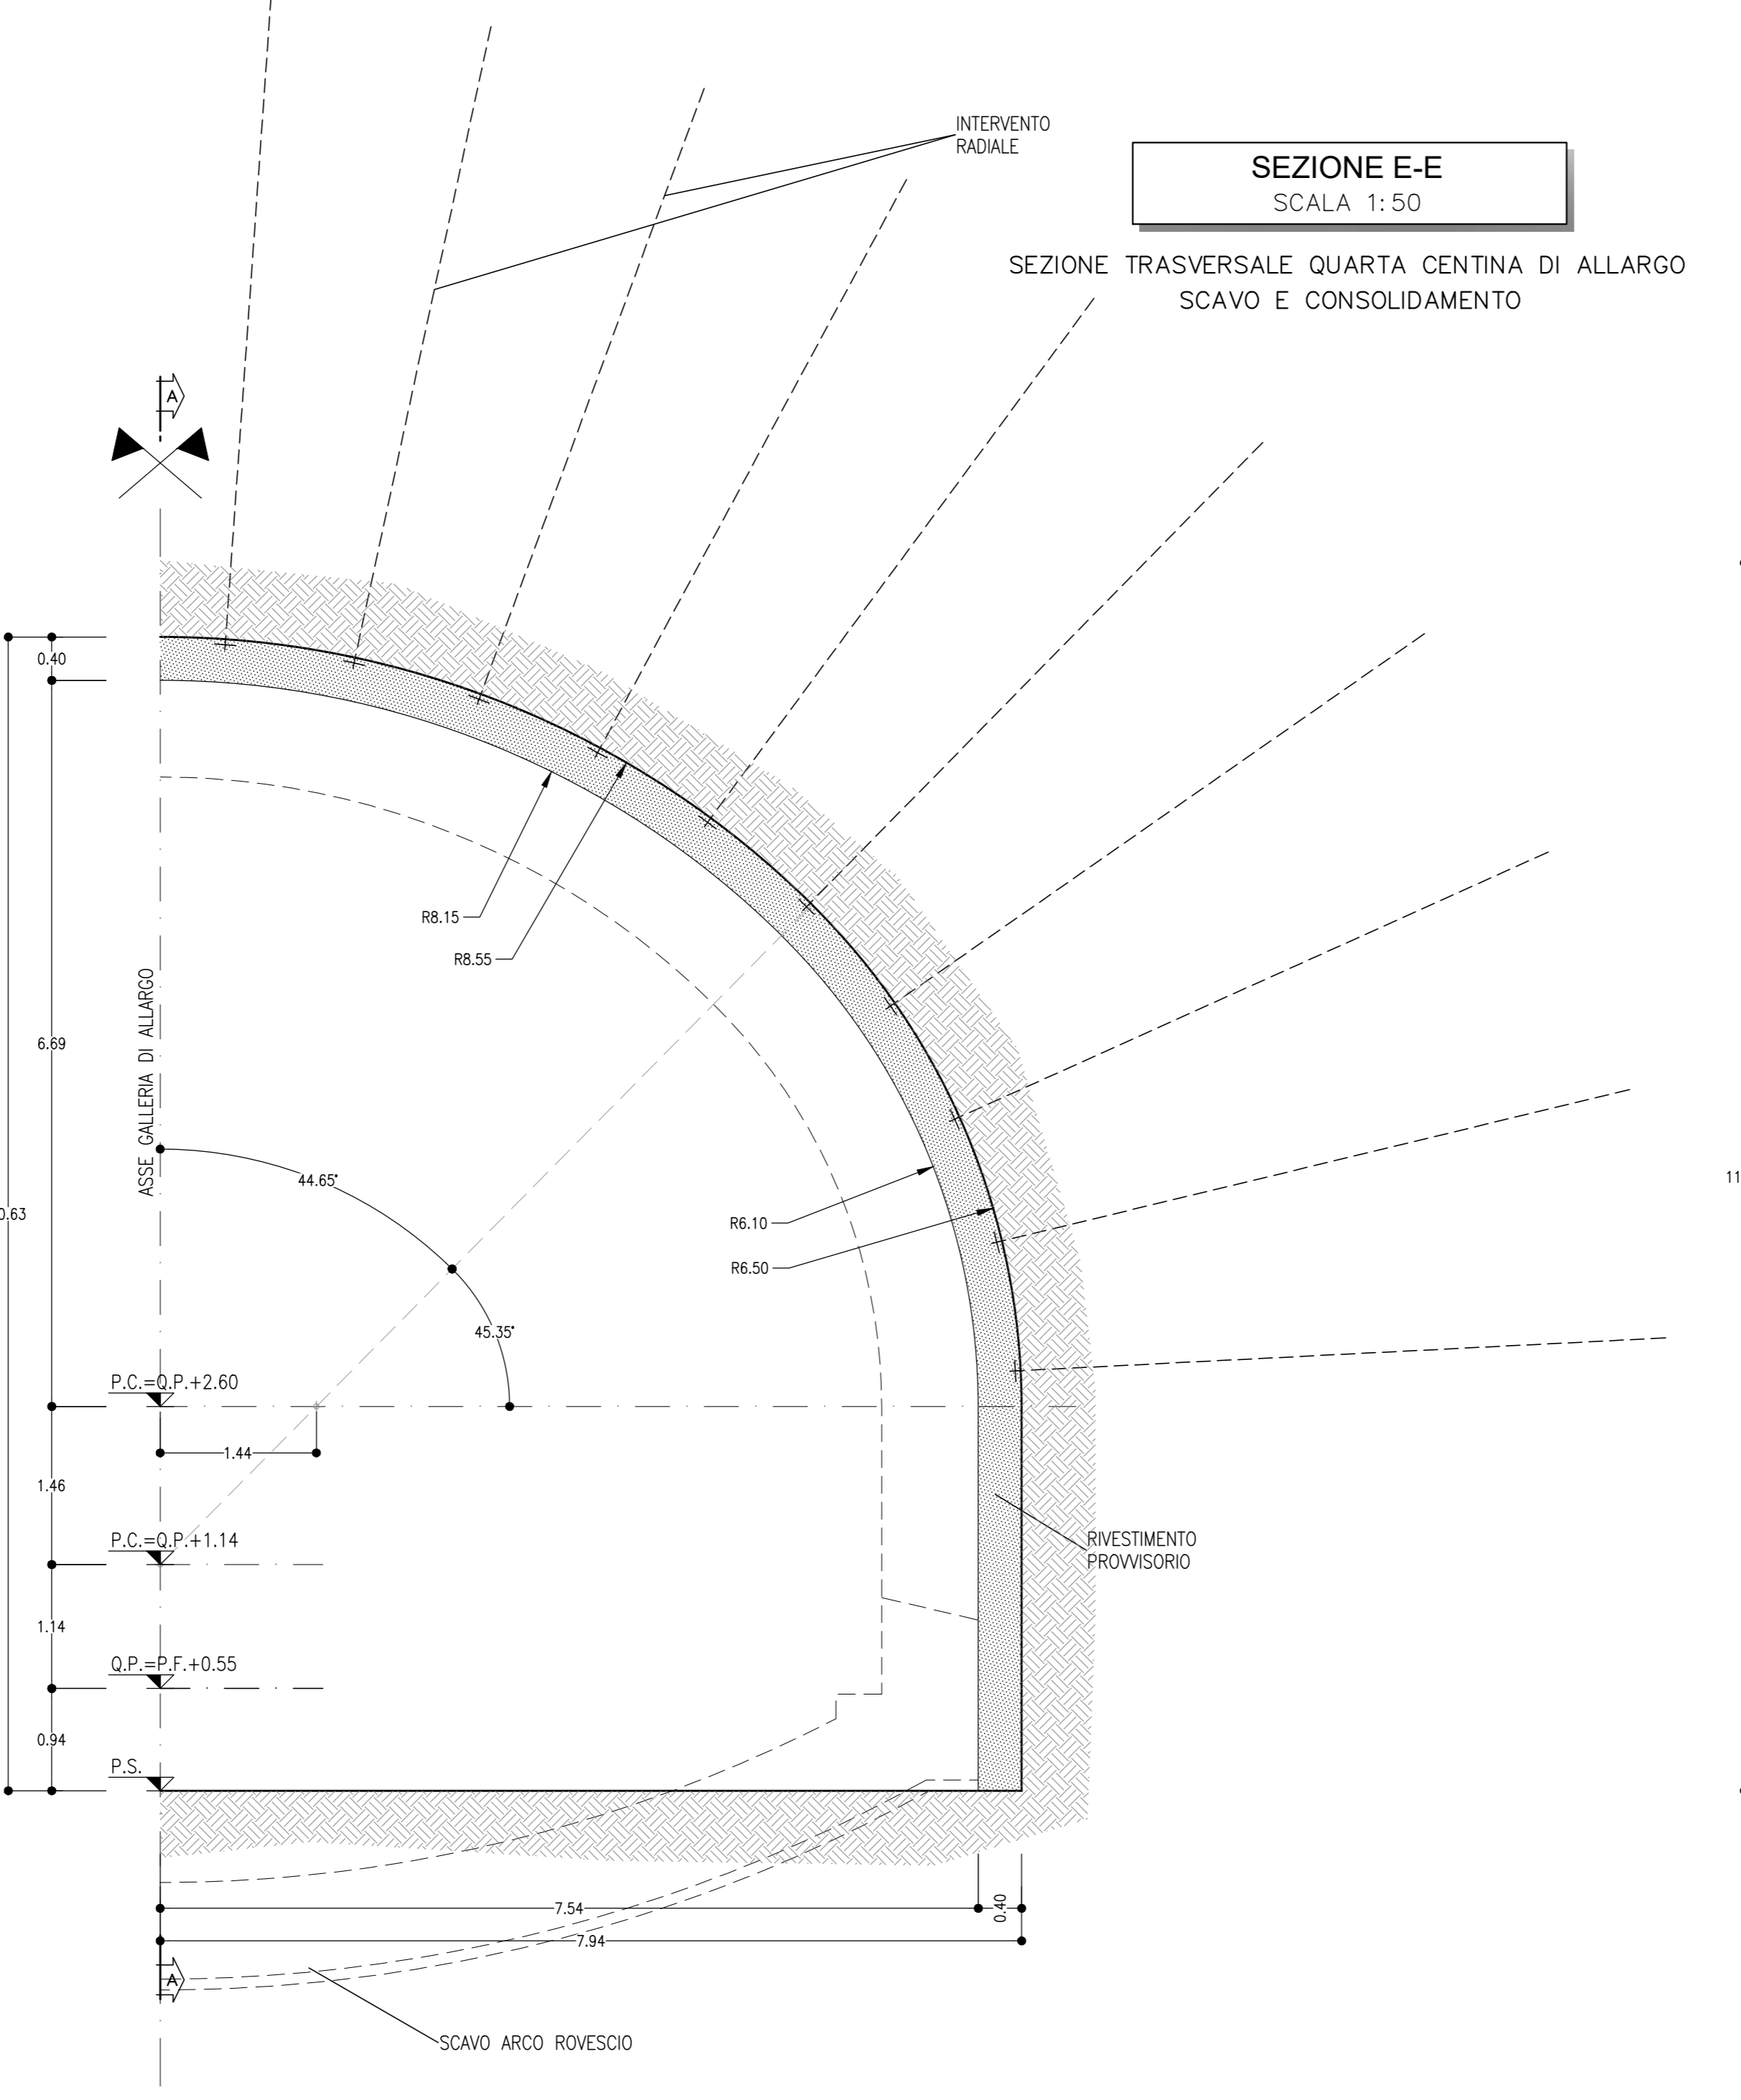 INTERVENTO
RADIALE
SEZIONE E-E
SCALA 1:50
SEZIONE TRASVERSALE QUARTA CENTINA DI ALLARGO
SCAVO E CONSOLIDAMENTO
A
0.40
R8.15
R8.55
ASSE GALLERIA DI ALLARGO
6.69
44.65°
11
0.63
R6.10
R6.50
45.35°
P.C.=Q.P.+2.60
1.44
1.46
P.C.=Q.P.+1.14
RIVESTIMENTO
PROVVISORIO
1.14
Q.P.=P.F.+0.55
0.94
P.S.
7.54
0.40
7.94
A
SCAVO ARCO ROVESCIO